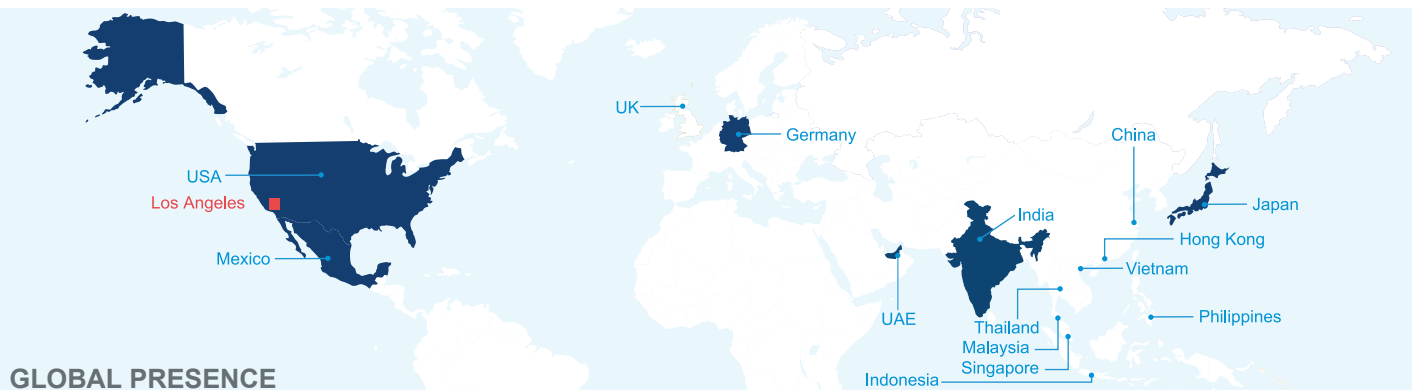 UK
Germany
China
USA
Los Angeles
Japan
India
Hong Kong
Mexico
Vietnam
UAE
Thailand
Philippines
Malaysia
Singapore
Indonesia
GLOBAL PRESENCE